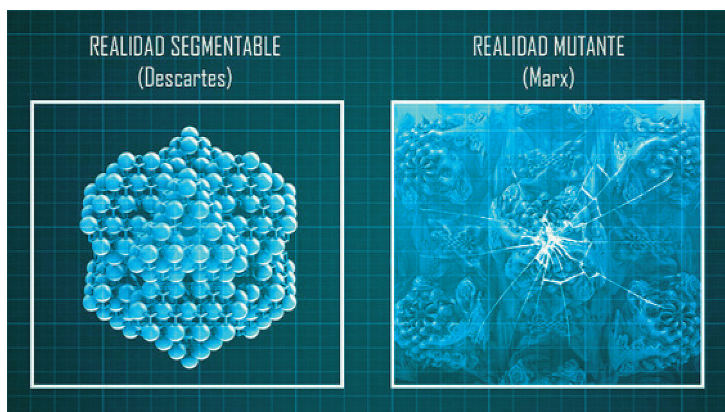 REALIDAD SEGMENTABLE
(Descartes)
REALIDAD MUTANTE
(Marx)